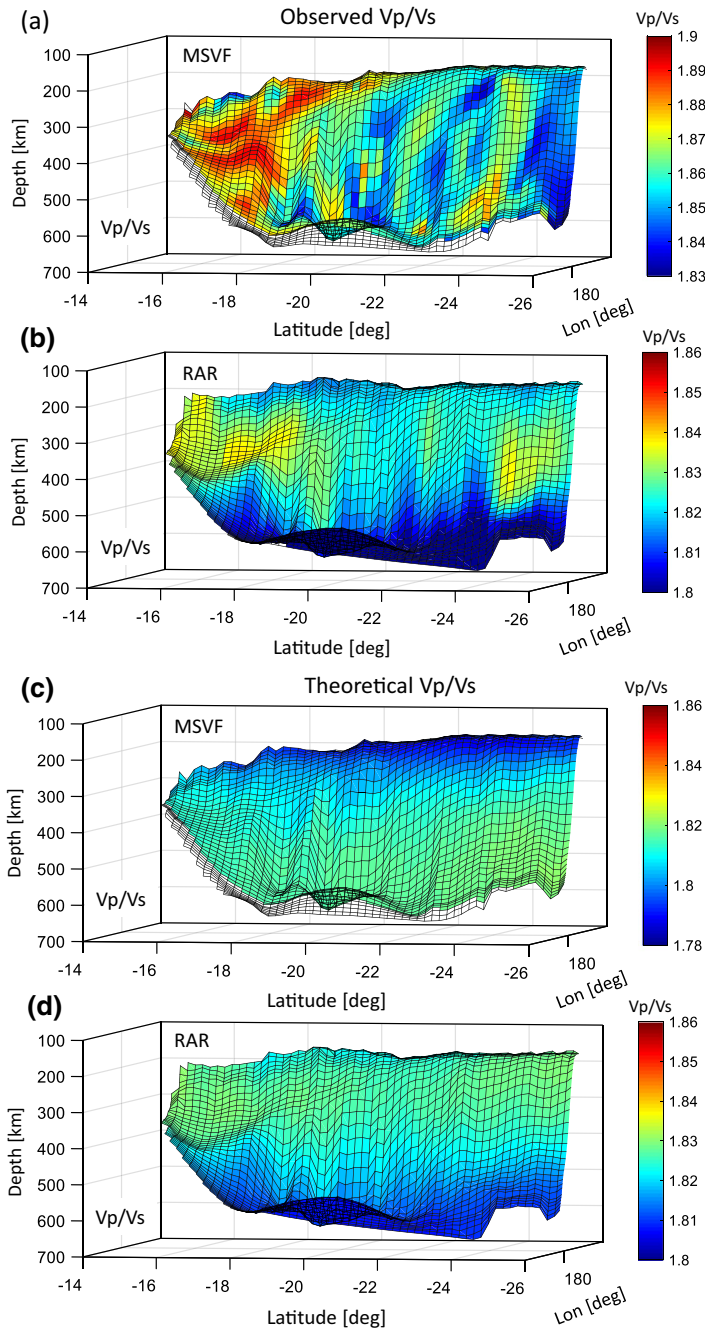 (a)
Observed Vp/Vs
Vp/Vs
MSVF
100
200
300
400
500
600
700
Depth [km]
Vp/Vs
-14
-16
-18
-20
-22
-24
-26
180
Latitude [deg]
Lon [deg]
1.9
1.89
1.88
1.87
1.86
1.85
1.84
1.83
(b)
Vp/Vs
RAR
100
200
300
400
500
600
700
Depth [km]
Vp/Vs
-14
-16
-18
-20
-22
-24
-26
180
Latitude [deg]
Lon [deg]
1.86
1.85
1.84
1.83
1.82
1.81
1.8
(c)
Theoretical Vp/Vs
Vp/Vs
MSVF
100
200
300
400
500
600
700
Depth [km]
Vp/Vs
-14
-16
-18
-20
-22
-24
-26
180
Latitude [deg]
Lon [deg]
1.86
1.84
1.82
1.8
1.78
(d)
Vp/Vs
RAR
100
200
300
400
500
600
700
Depth [km]
Vp/Vs
-14
-16
-18
-20
-22
-24
-26
180
Latitude [deg]
Lon [deg]
1.86
1.85
1.84
1.83
1.82
1.81
1.8